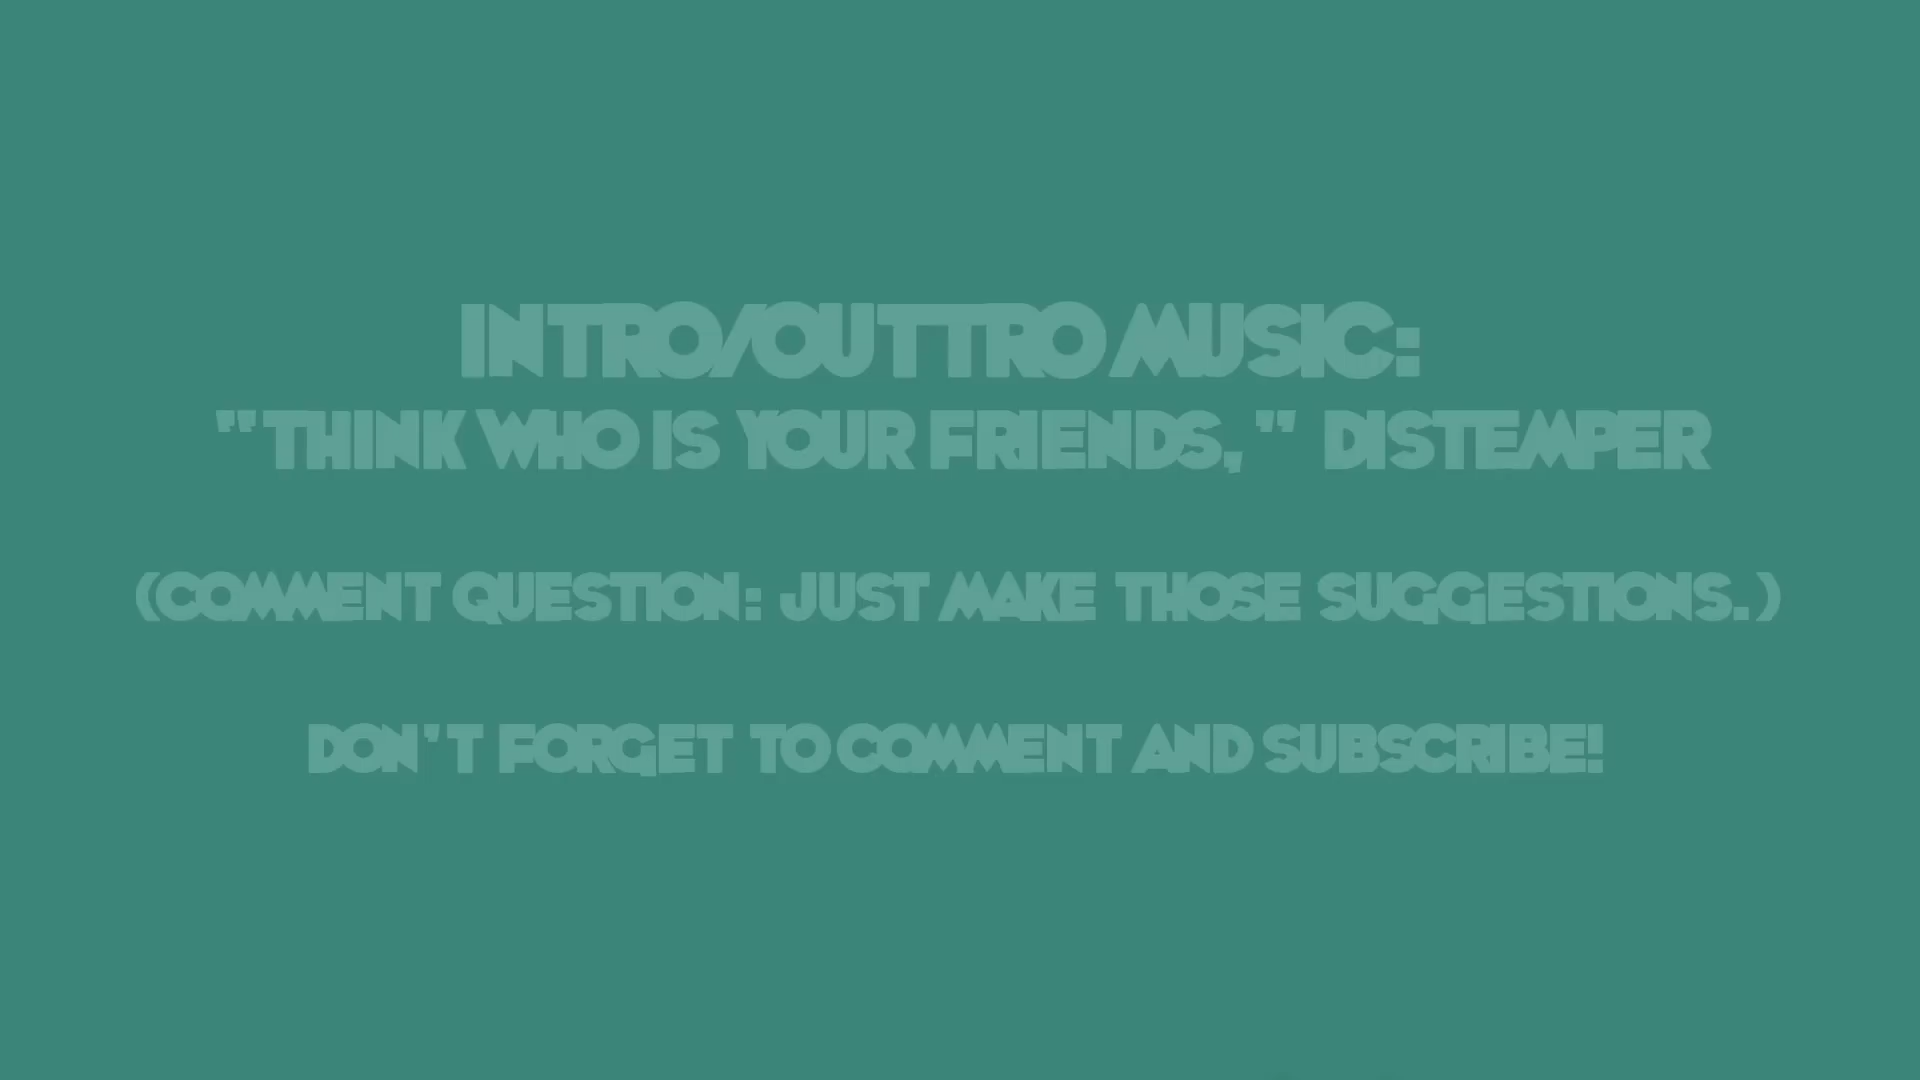 INTRO/OUTTRO MUSIC:
"THINK WHO IS YOUR FRIENDS," DISTEMPER
(COMMENT QUESTION: JUST MAKE THOSE SUGGESTIONS.)
DON'T FORGET TO COMMENT AND SUBSCRIBE!